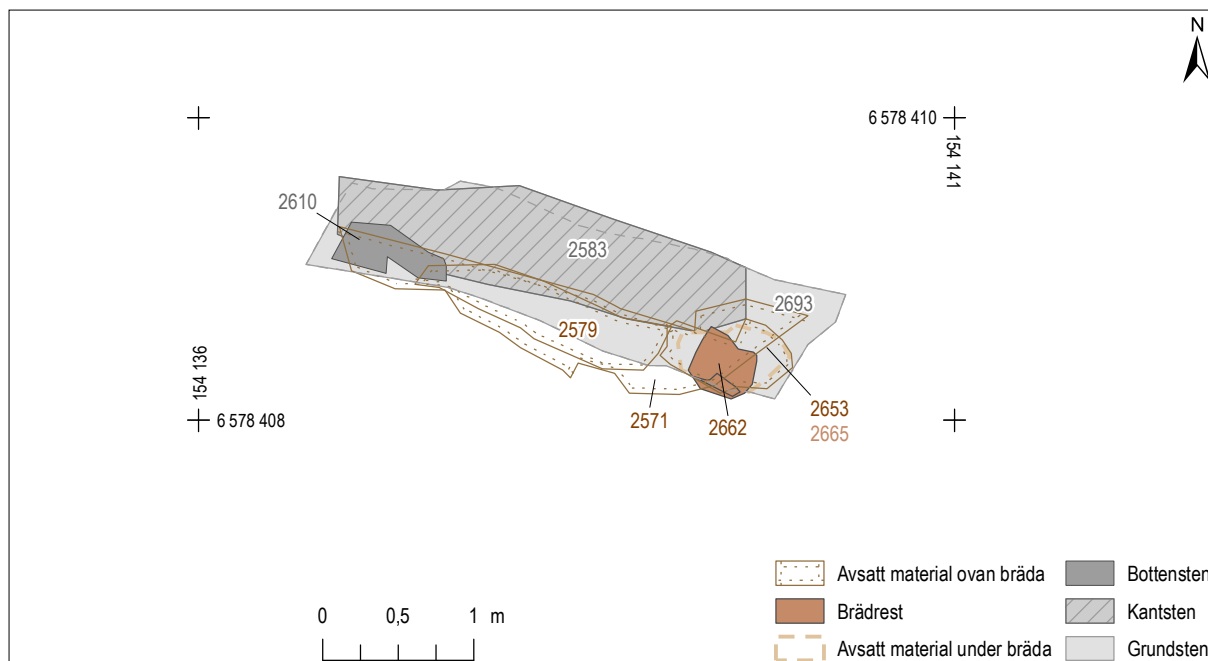 N
6 578 410
154 141
2610
2583
2693
2579
154 136
6 578 408
2571
2662
2653
2665
Avsatt material ovan bräda
Bottensten
0 0,5 1 m
Brädrest
Kantsten
Avsatt material under bräda
Grundsten